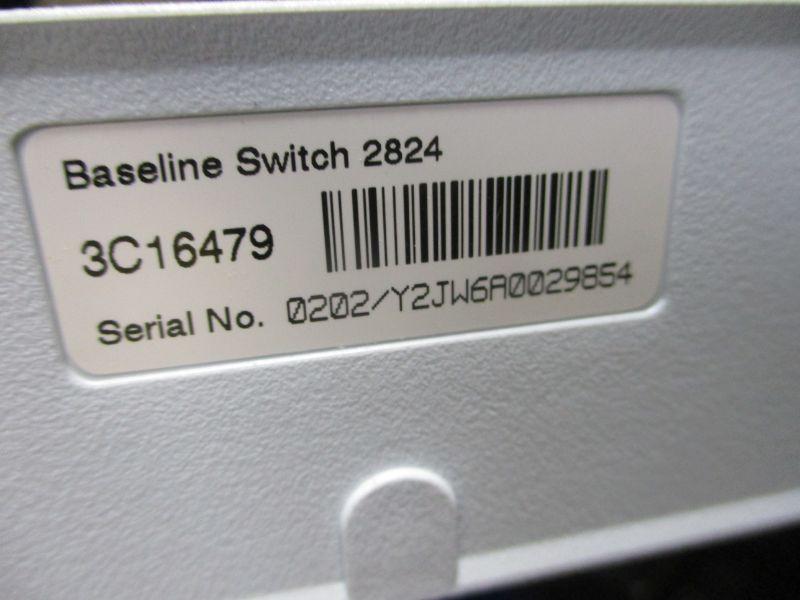 Baseline Switch 2824
3C16479
Serial No. 0202/Y2JW6A0029854